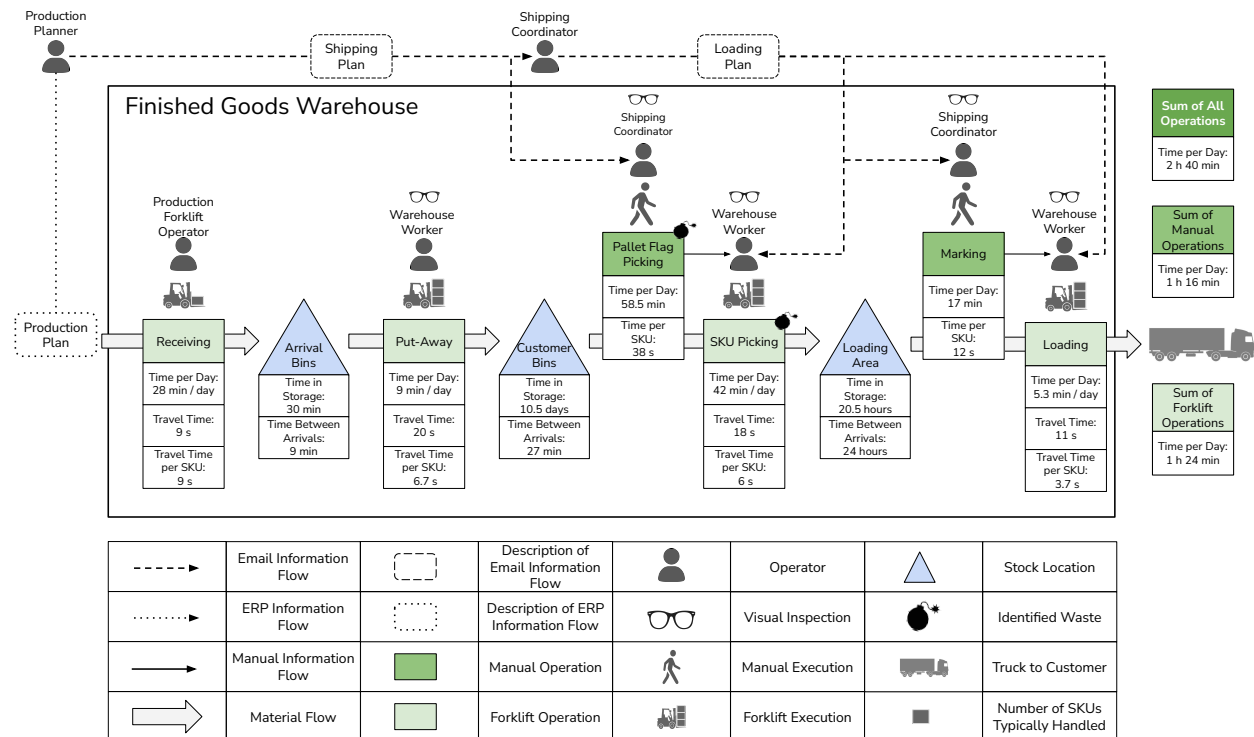 Production
Planner
Shipping
Plan
Shipping
Coordinator
Loading
Plan
Finished Goods Warehouse
Sum of All
Operations
Time per Day:
2 h 40 min
Sum of
Manual
Operations
Time per Day:
1 h 16 min
Sum of
Forklift
Operations
Time per Day:
1 h 24 min
Production
Plan
Production
Forklift
Operator
Receiving
Time per Day:
28 min / day
Travel Time:
9 s
Travel Time
per SKU:
9 s
Arrival
Bins
Time in
Storage:
30 min
Time Between
Arrivals:
9 min
Warehouse
Worker
Put-Away
Time per Day:
9 min / day
Travel Time:
20 s
Travel Time
per SKU:
6.7 s
Customer
Bins
Time in
Storage:
10.5 days
Time Between
Arrivals:
27 min
Shipping
Coordinator
Pallet Flag
Picking
Time per Day:
58.5 min
Time per
SKU:
38 s
Warehouse
Worker
SKU Picking
Time per Day:
42 min / day
Travel Time:
18 s
Travel Time
per SKU:
6 s
Loading
Area
Time in
Storage:
20.5 hours
Time Between
Arrivals:
24 hours
Shipping
Coordinator
Marking
Time per Day:
17 min
Time per
SKU:
12 s
Warehouse
Worker
Loading
Time per Day:
5.3 min / day
Travel Time:
11 s
Travel Time
per SKU:
3.7 s
Email Information
Flow
Description of
Email Information
Flow
Operator
Stock Location
ERP Information
Flow
Description of ERP
Information Flow
Visual Inspection
Identified Waste
Manual Information
Flow
Manual Operation
Manual Execution
Truck to Customer
Material Flow
Forklift Operation
Forklift Execution
Number of SKUs
Typically Handled